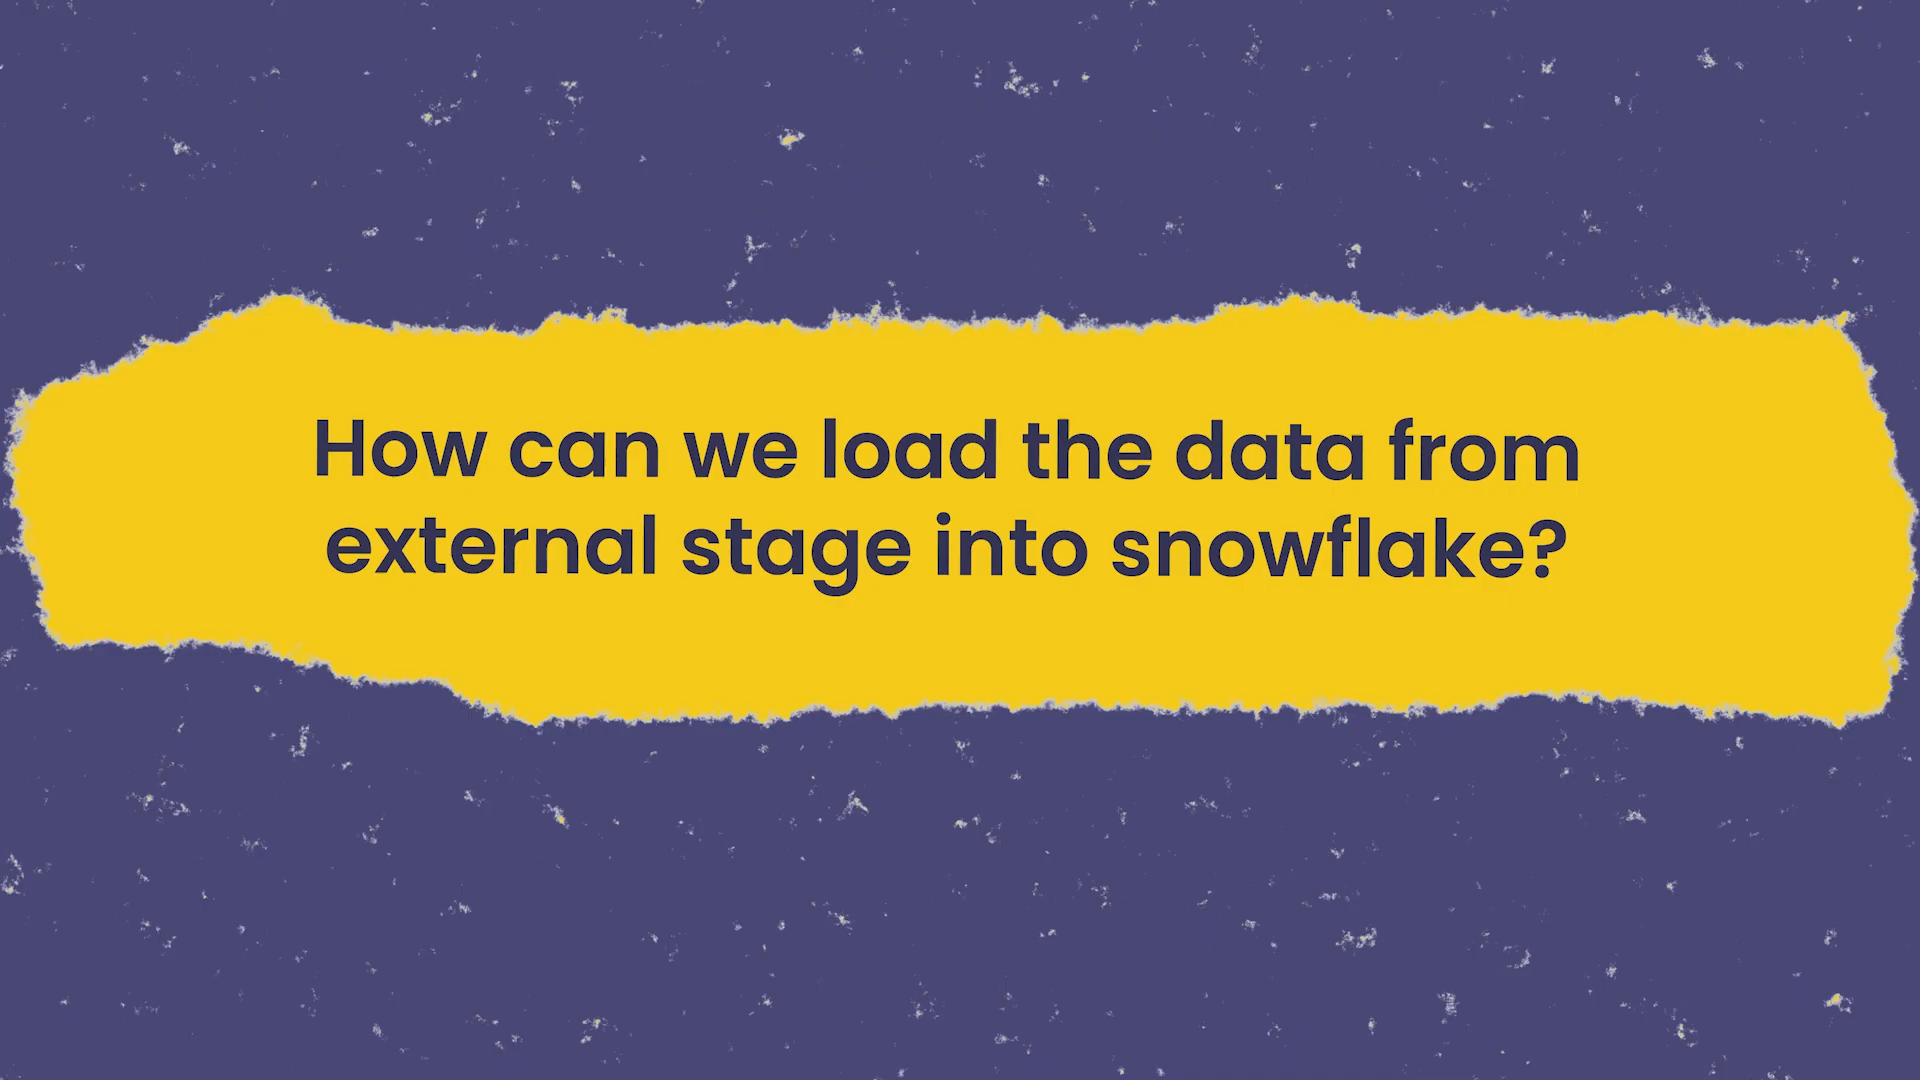 How can we load the data from
external stage into snowflake?